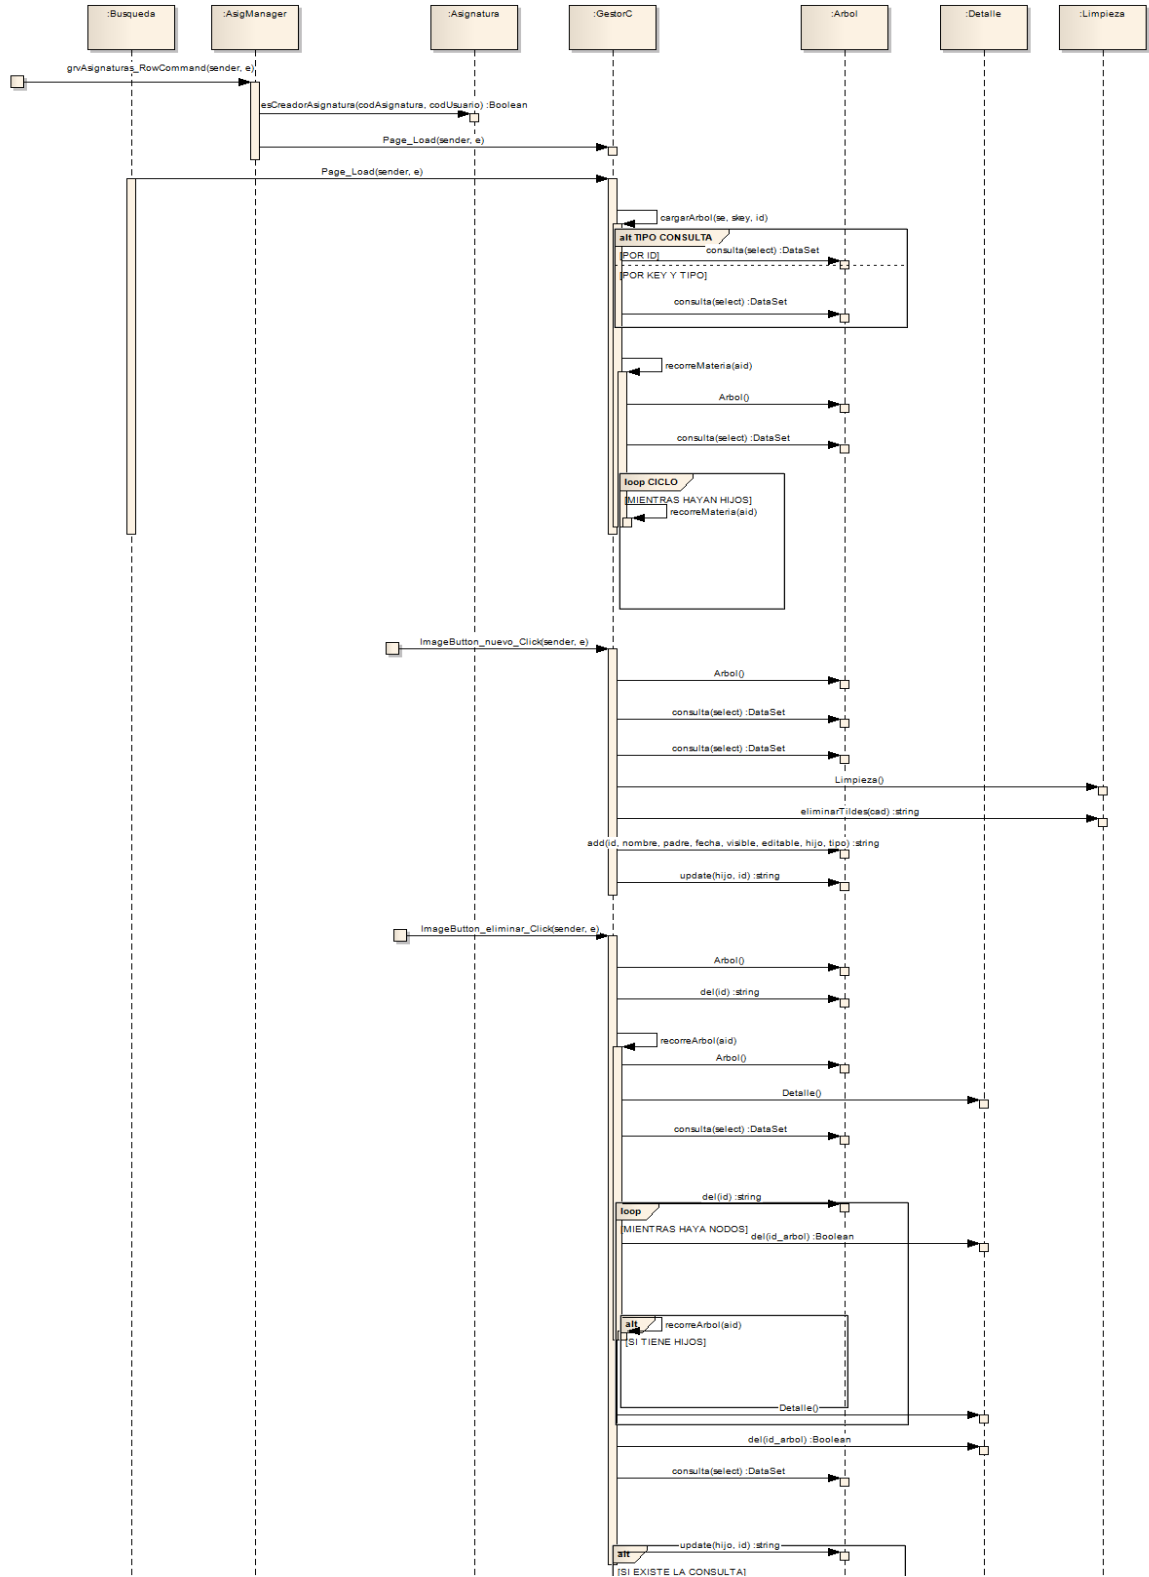 :Busqueda
:AsigManager
:Asignatura
:GestorC
:Arbol
:Detalle
:Limpieza
grvAsignaturas_RowCommand(sender, e)
esCreadorAsignatura(codAsignatura, codUsuario) :Boolean
Page_Load(sender, e)
Page_Load(sender, e)
cargarArbol(se, skey, id)
alt TIPO CONSULTA
consulta(select) :DataSet
[POR ID]
[POR KEY Y TIPO]
consulta(select) :DataSet
recorreMateria(aid)
Arbol()
consulta(select) :DataSet
loop CICLO
[MIENTRAS HAYAN HIJOS]
recorreMateria(aid)
ImageButton_nuevo_Click(sender, e)
Arbol()
consulta(select) :DataSet
consulta(select) :DataSet
Limpieza()
eliminarTildes(cad) :string
add(id, nombre, padre, fecha, visible, editable, hijo, tipo) :string
update(hijo, id) :string
ImageButton_eliminar_Click(sender, e)
Arbol()
del(id) :string
recorreArbol(aid)
Arbol()
Detalle()
consulta(select) :DataSet
del(id) :string
loop
[MIENTRAS HAYA NODOS]
del(id_arbol) :Boolean
alt
recorreArbol(aid)
[SI TIENE HIJOS]
Detalle()
del(id_arbol) :Boolean
consulta(select) :DataSet
update(hijo, id) :string
alt
[SI EXISTE LA CONSULTA]